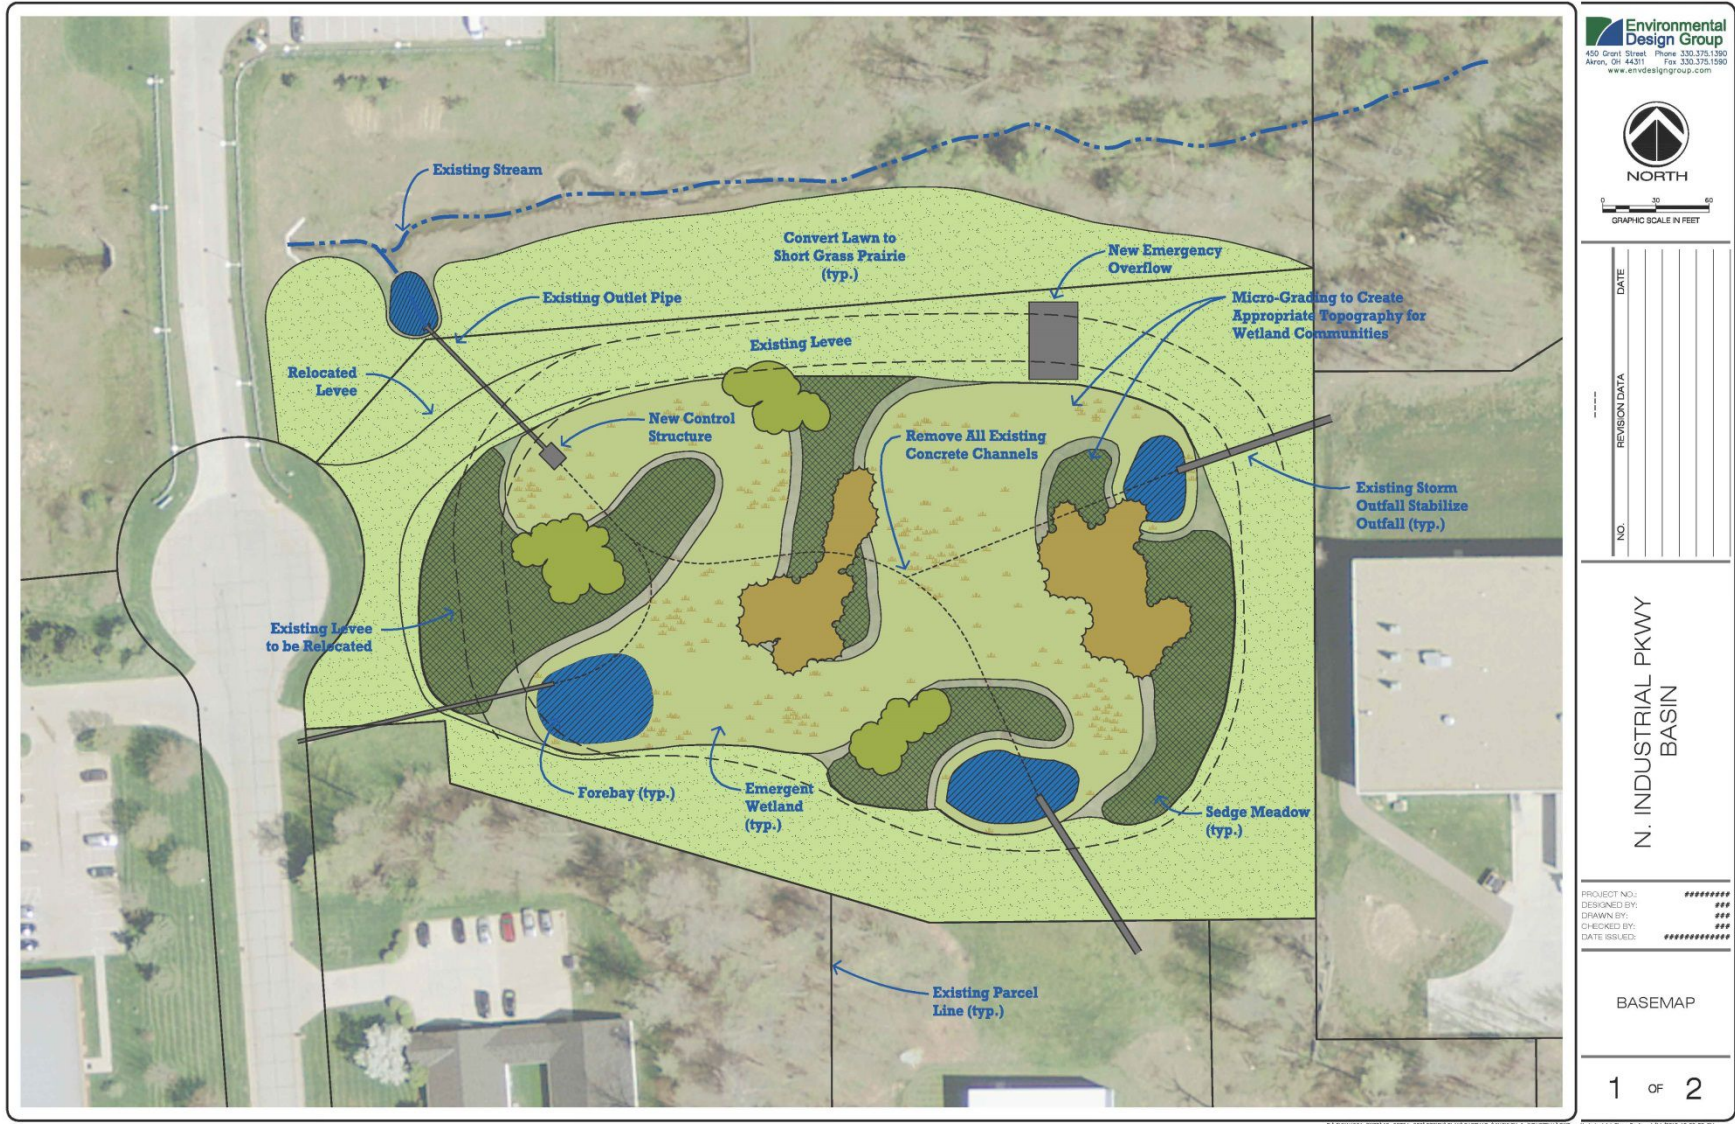 Existing Stream
Convert Lawn to
Short Grass Prairie
(typ.)
New Emergency
Overflow
Existing Outlet Pipe
Micro-Grading to Create
Appropriate Topography for
Wetland Communities
Existing Levee
Relocated
Levee
New Control
Structure
Remove All Existing
Concrete Channels
Existing Storm
Outfall Stabilize
Outfall (typ.)
Existing Levee
to be Relocated
Forebay (typ.)
Emergent
Wetland
(typ.)
Sedge Meadow
(typ.)
Existing Parcel
Line (typ.)
Environmental
Design Group
450 Grant Street Phone 330.375.1390
Akron, OH 44311 Fax 330.375.1590
www.envdesigngroup.com
NORTH
0 30 60
GRAPHIC SCALE IN FEET
NO. REVISION DATA DATE
----
N. INDUSTRIAL PKWY
BASIN
PROJECT NO.: #########
DESIGNED BY: ###
DRAWN BY: ###
CHECKED BY: ###
DATE ISSUED: #############
BASEMAP
1 OF 2